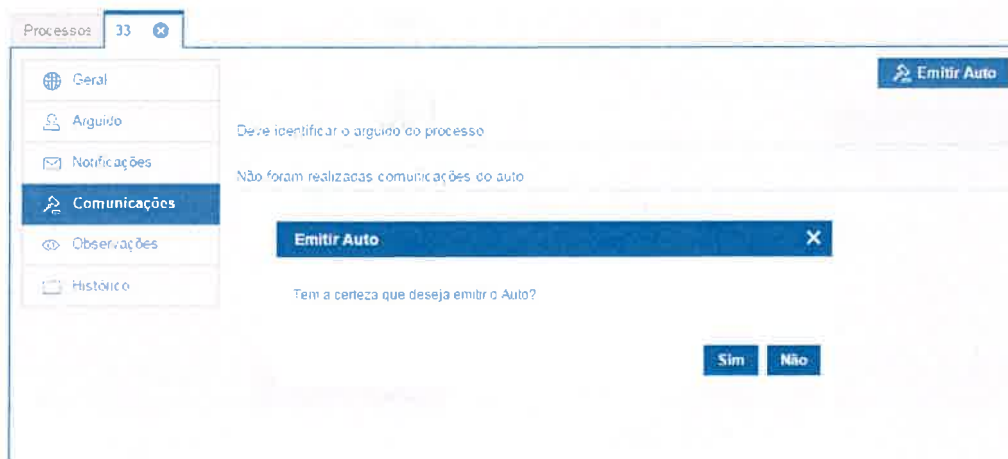 Processos
33
Geral
Emitir Auto
Arguido
Deve identificar o arguido do processo
Notificações
Não foram realizadas comunicações do auto
Comunicações
Emitir Auto
Observações
Histórico
Tem a certeza que deseja emitir o Auto?
Sim
Não